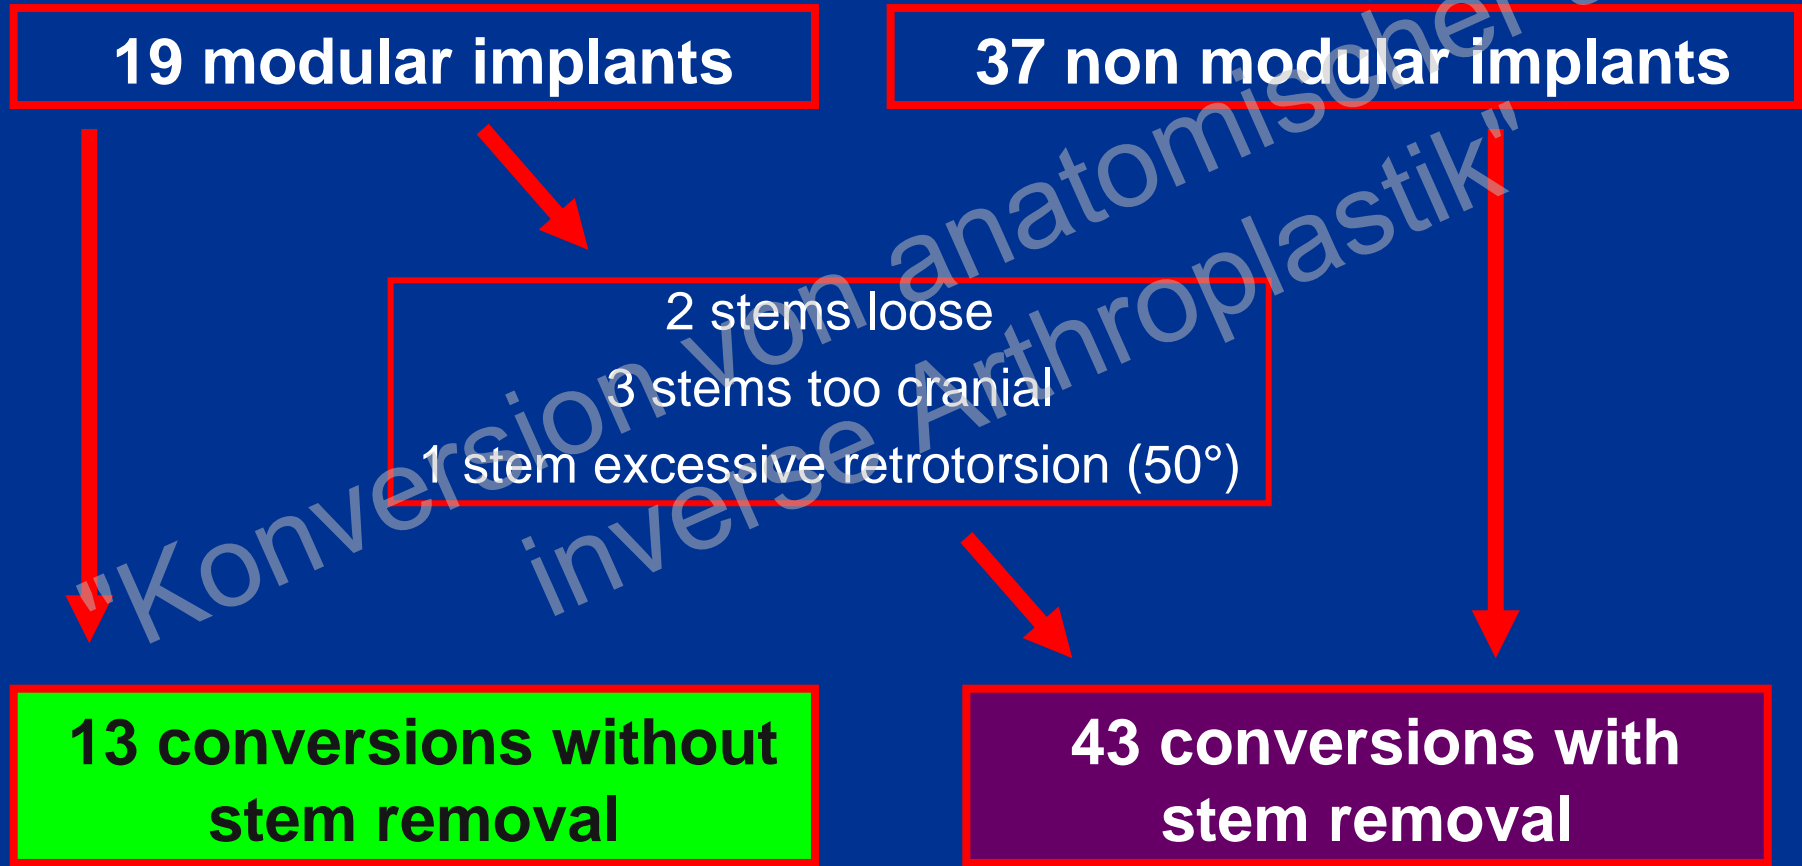 19 modular implants
37 non modular implants
2 stems loose
3 stems too cranial
1 stem excessive retrotorsion (50°)
13 conversions without
stem removal
43 conversions with
stem removal
"Konversion von anatomischer
inverse Arthroplastik"